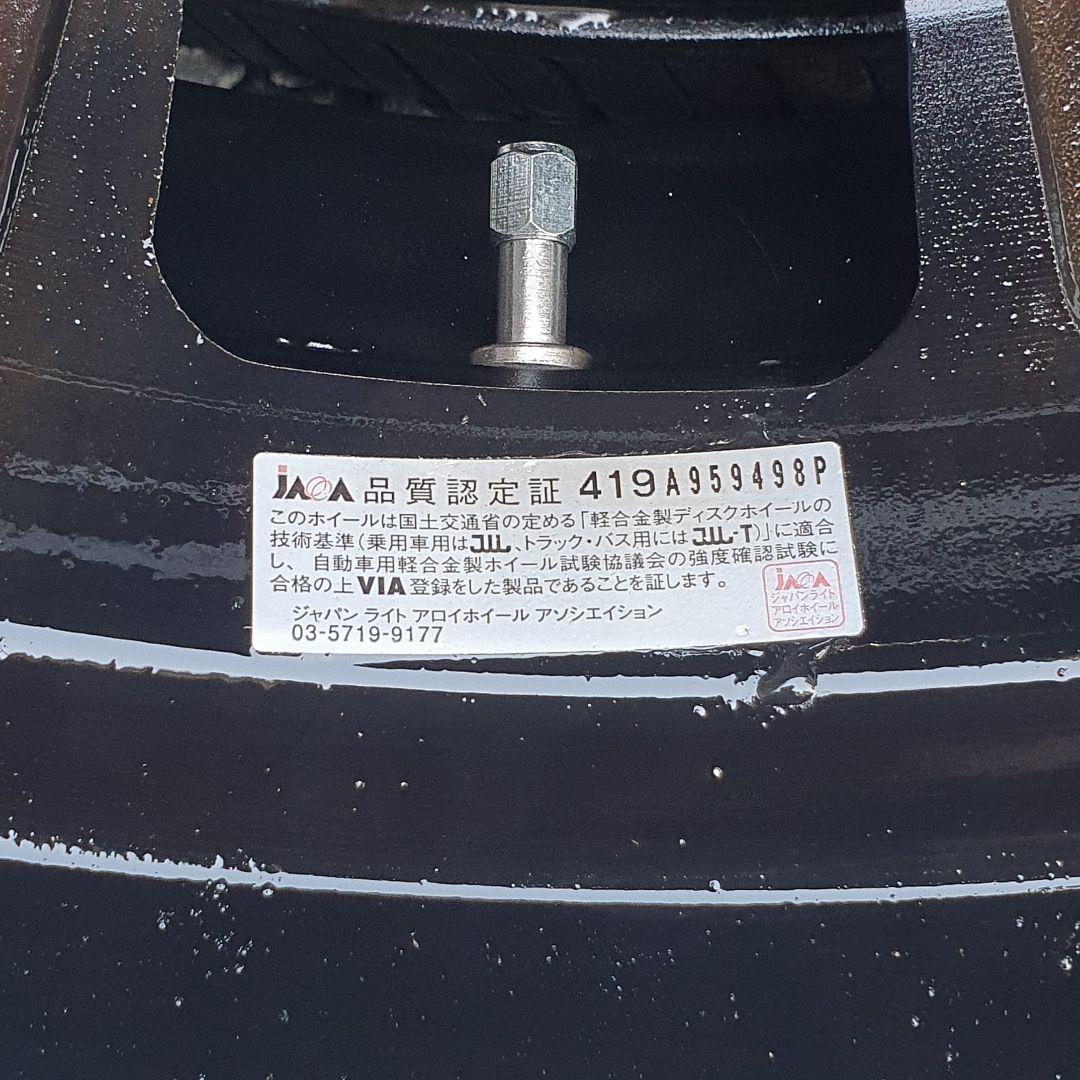 JAWA 品質認定証 419A959498P
このホイールは国土交通省の定める「軽合金製ディスクホイールの
技術基準(乗用車用はJWL、トラック・バス用にはJWL-T)」に適合
し、自動車用軽合金製ホイール試験協議会の強度確認試験に
合格の上VIA登録をした製品であることを証します。
ジャパン ライト アロイホイール アソシエイション
03-5719-9177
JAWA
ジャパンライト
アロイホイール
アソシエイション